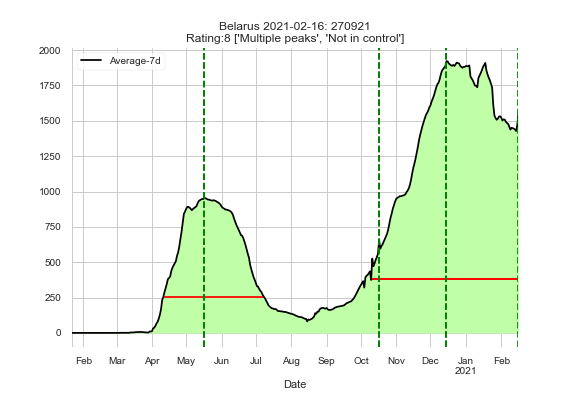 Belarus 2021-02-16: 270921
Rating:8 ['Multiple peaks', 'Not in control']
2000
Average-7d
1750
1500
1250
1000
750
500
250
0
Feb Mar Apr May Jun Jul Aug Sep Oct Nov Dec Jan Feb
2021
Date